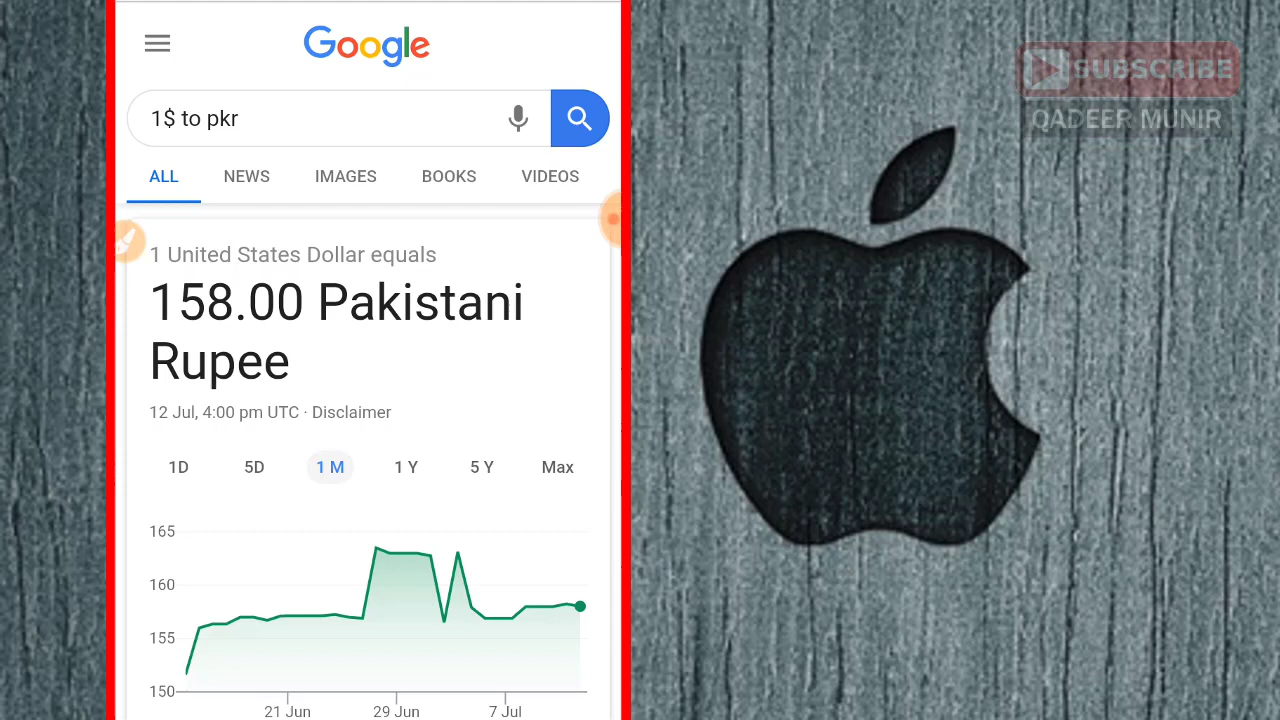 Google
1$ to pkr
ALL NEWS IMAGES BOOKS VIDEOS
1 United States Dollar equals
158.00 Pakistani
Rupee
12 Jul, 4:00 pm UTC · Disclaimer
1D 5D 1 M 1 Y 5 Y Max
165
160
155
150
21 Jun 29 Jun 7 Jul
SUBSCRIBE
QADEER MUNIR